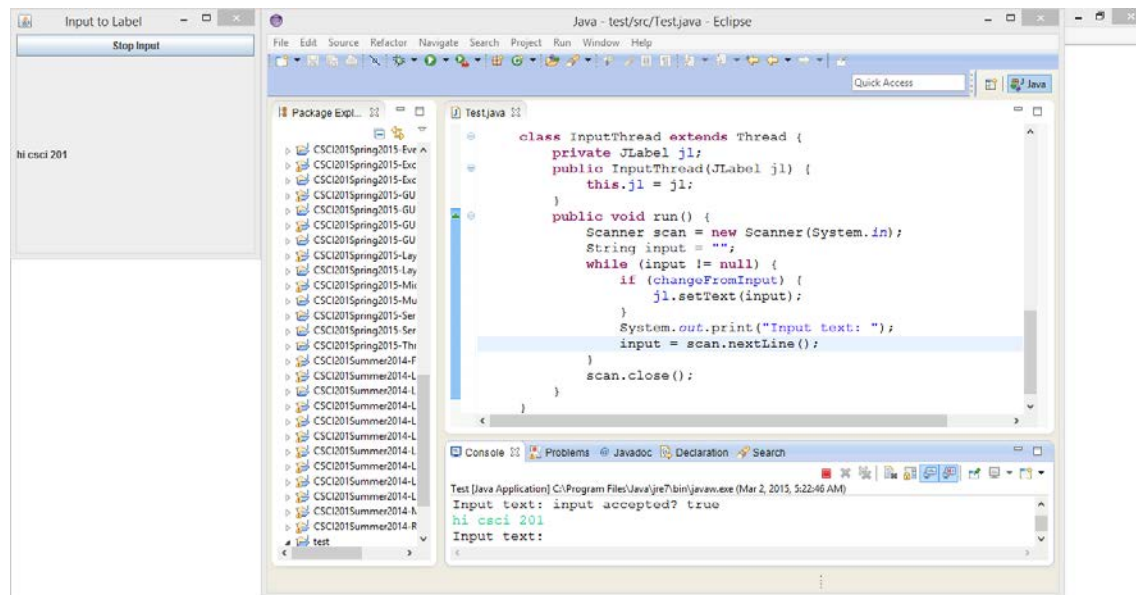 Input to Label
Stop Input
hi csci 201
Java - test/src/Test.java - Eclipse
File Edit Source Refactor Navigate Search Project Run Window Help
Quick Access
Java
Package Expl...
CSCI201Spring2015-Eve
CSCI201Spring2015-Exc
CSCI201Spring2015-Exc
CSCI201Spring2015-GU
CSCI201Spring2015-GU
CSCI201Spring2015-GU
CSCI201Spring2015-GU
CSCI201Spring2015-Lay
CSCI201Spring2015-Lay
CSCI201Spring2015-Mic
CSCI201Spring2015-Mu
CSCI201Spring2015-Ser
CSCI201Spring2015-Ser
CSCI201Spring2015-Thr
CSCI201Summer2014-F
CSCI201Summer2014-L
CSCI201Summer2014-L
CSCI201Summer2014-L
CSCI201Summer2014-L
CSCI201Summer2014-L
CSCI201Summer2014-L
CSCI201Summer2014-L
CSCI201Summer2014-L
CSCI201Summer2014-L
CSCI201Summer2014-M
CSCI201Summer2014-R
test
Test.java
class InputThread extends Thread {
private JLabel jl;
public InputThread(JLabel jl) {
this.jl = jl;
}
public void run() {
Scanner scan = new Scanner(System.in);
String input = "";
while (input != null) {
if (changeFromInput) {
jl.setText(input);
}
System.out.print("Input text: ");
input = scan.nextLine();
}
scan.close();
}
}
Console Problems @ Javadoc Declaration Search
Test [Java Application] C:\Program Files\Java\jre7\bin\javaw.exe (Mar 2, 2015, 5:22:46 AM)
Input text: input accepted? true
hi csci 201
Input text: